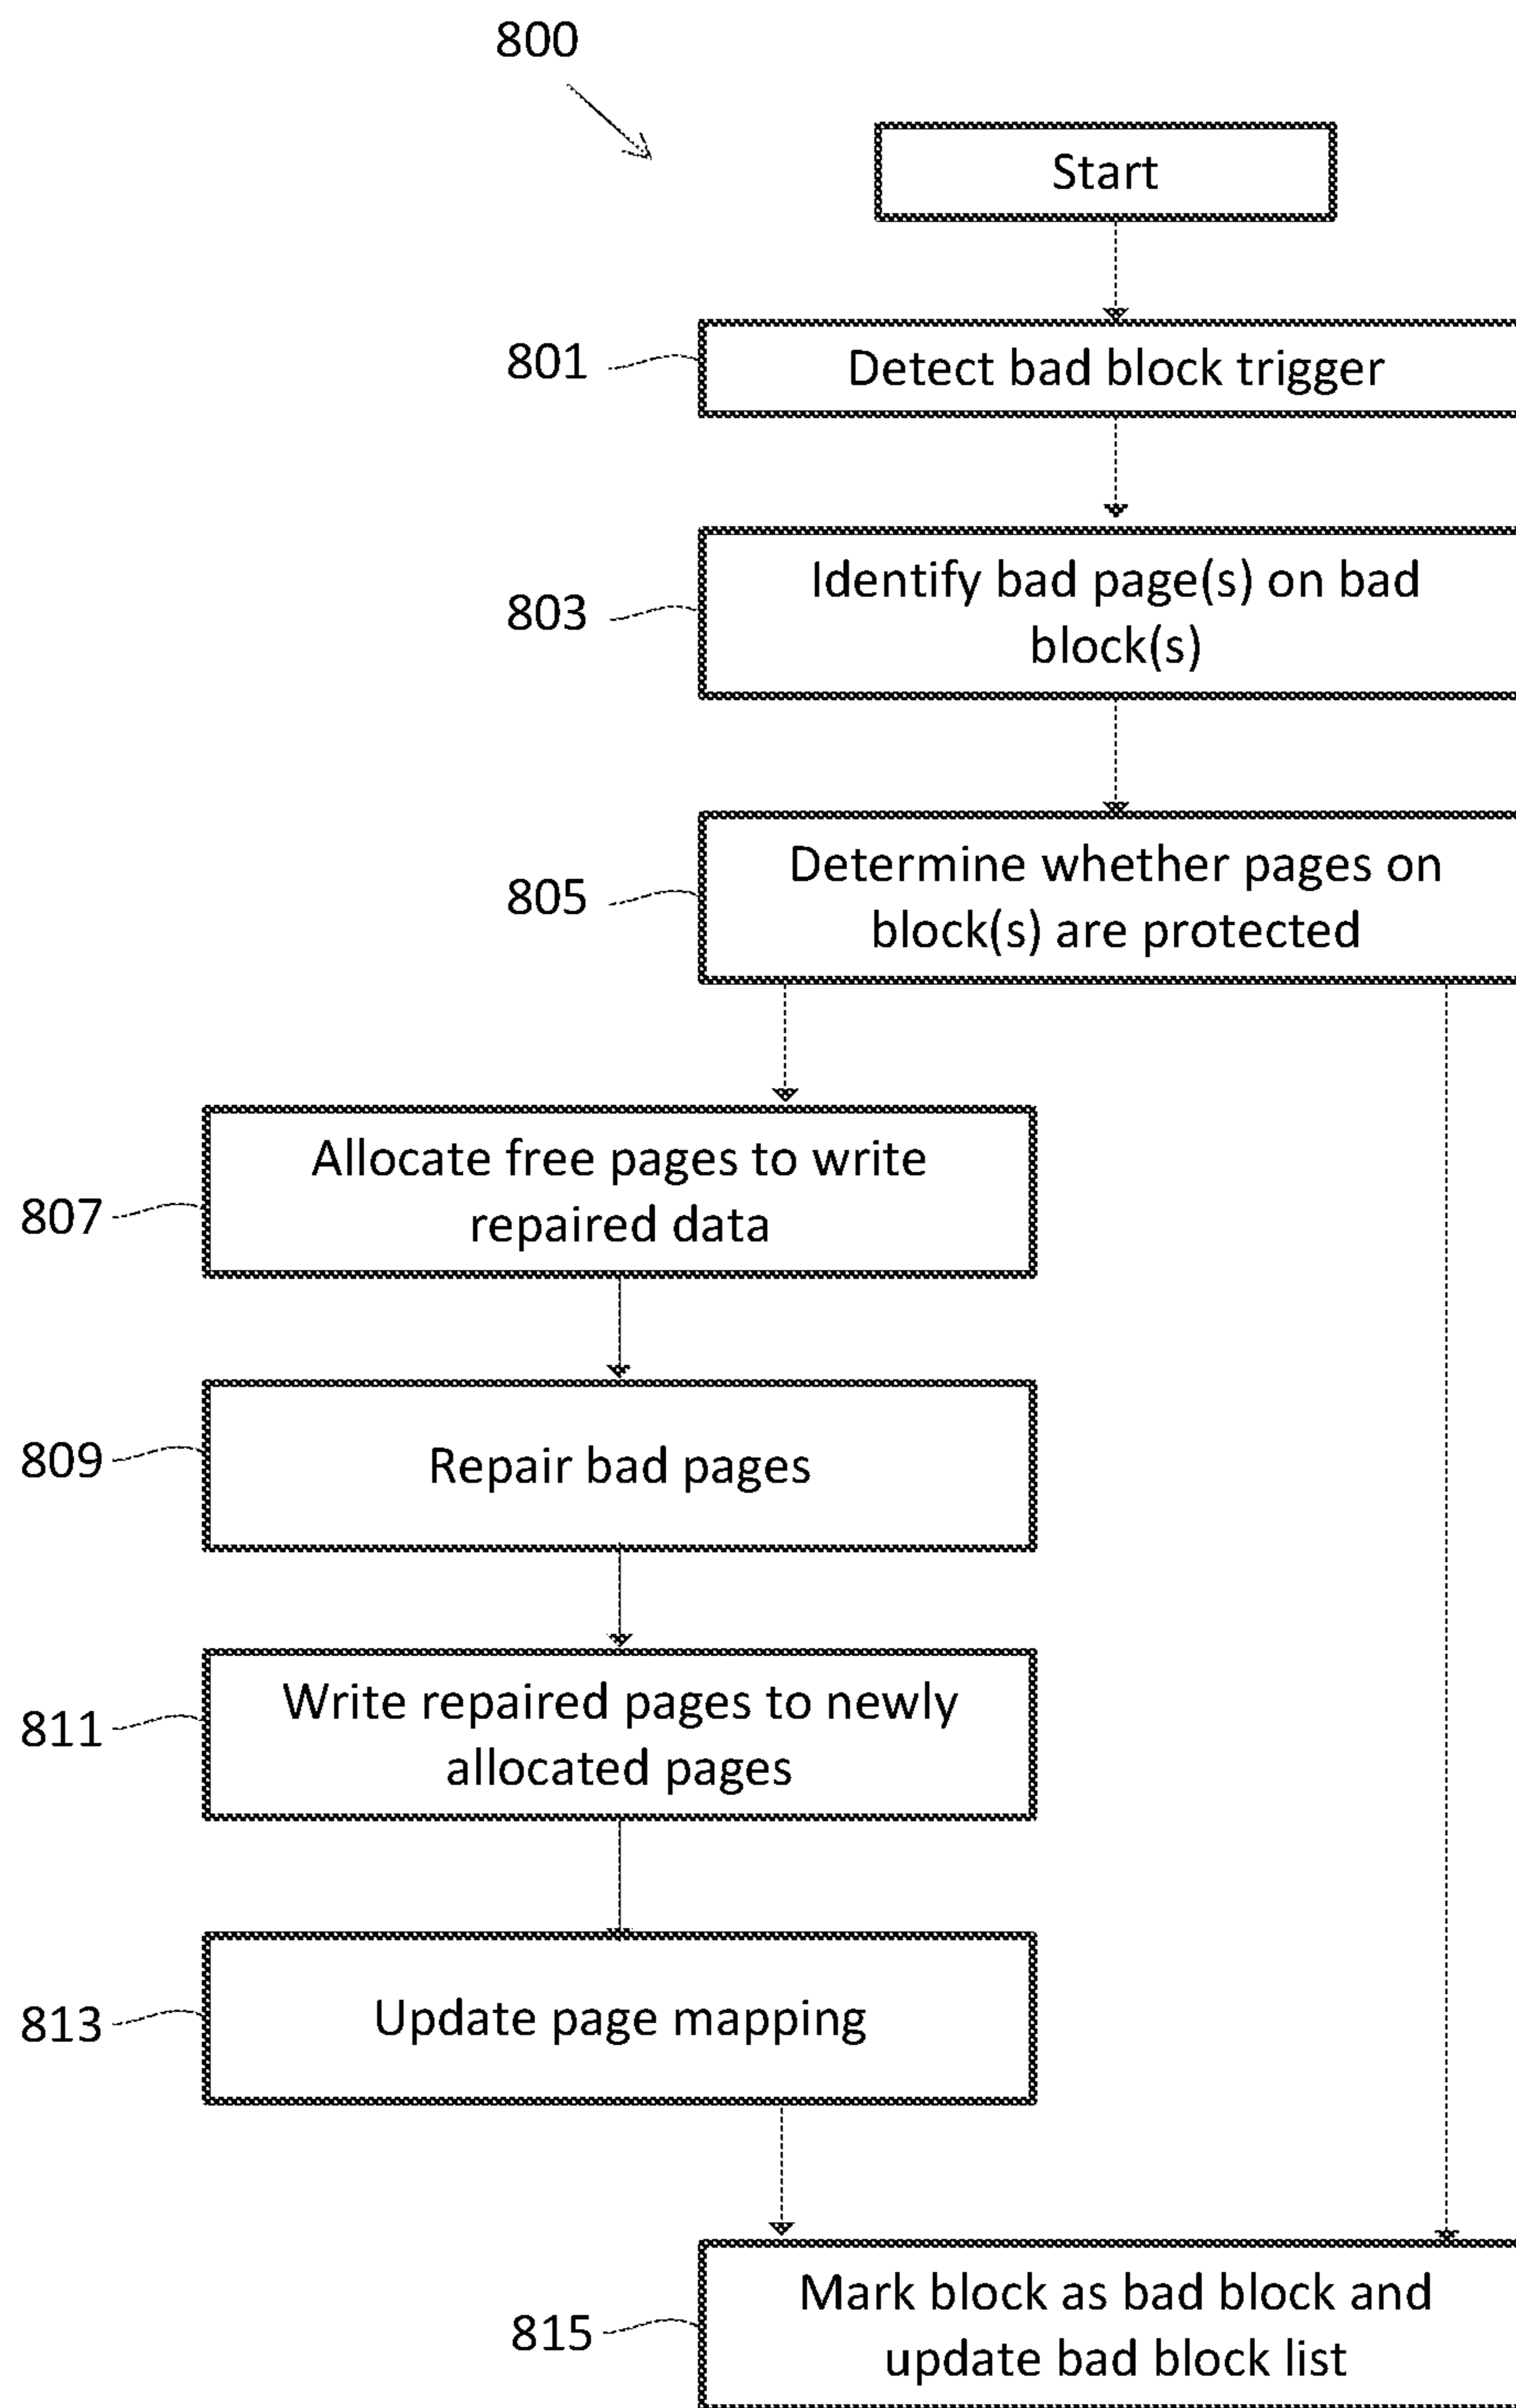 800
Start
801
Detect bad block trigger
803
Identify bad page(s) on bad
block(s)
805
Determine whether pages on
block(s) are protected
807
Allocate free pages to write
repaired data
809
Repair bad pages
811
Write repaired pages to newly
allocated pages
813
Update page mapping
815
Mark block as bad block and
update bad block list